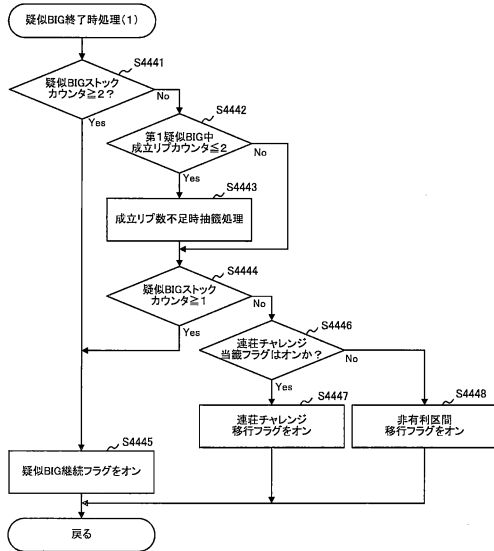 疑似BIG終了時処理(1)
S4441
疑似BIGストック
カウンタ≧2?
No
Yes
S4442
第1疑似BIG中
成立リプカウンタ≦2
No
Yes
S4443
成立リプ数不足時抽籤処理
S4444
疑似BIGストック
カウンタ≧1
No
Yes
S4446
連荘チャレンジ
当籤フラグはオンか?
No
Yes
S4447
連荘チャレンジ
移行フラグをオン
S4448
非有利区間
移行フラグをオン
S4445
疑似BIG継続フラグをオン
戻る